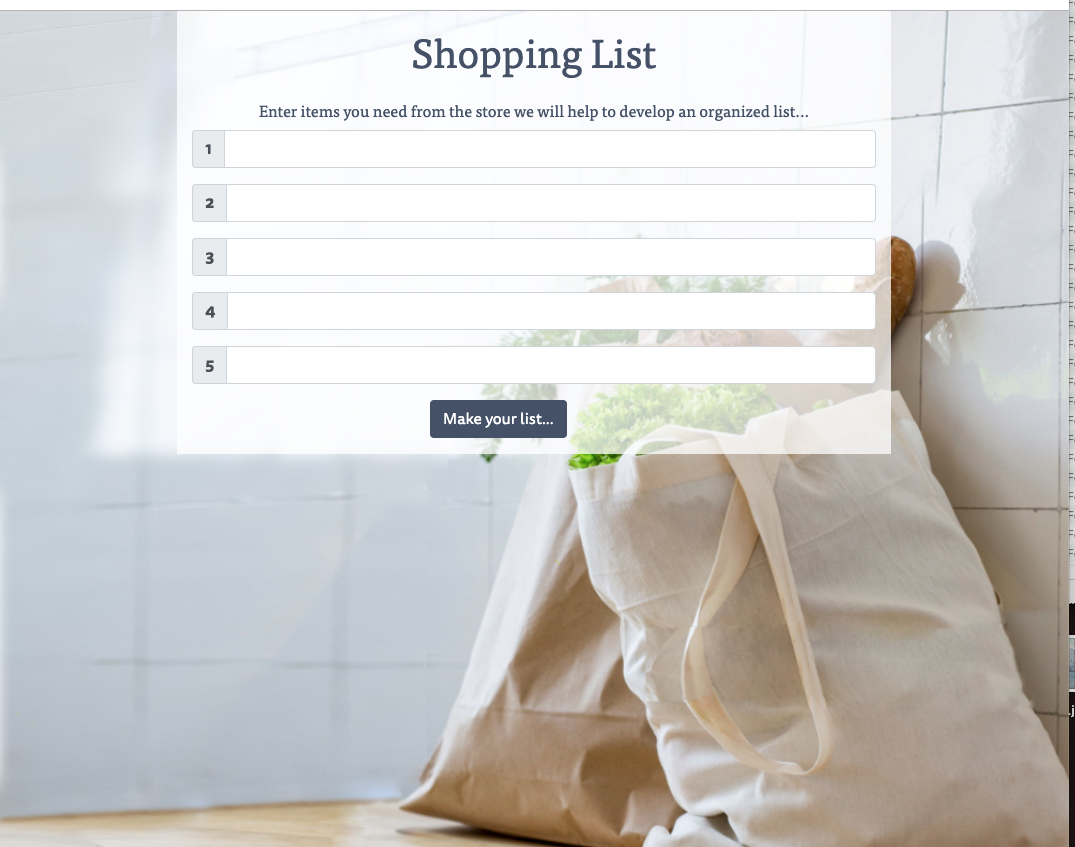 Shopping List
Enter items you need from the store we will help to develop an organized list...
1
2
3
4
5
Make your list...